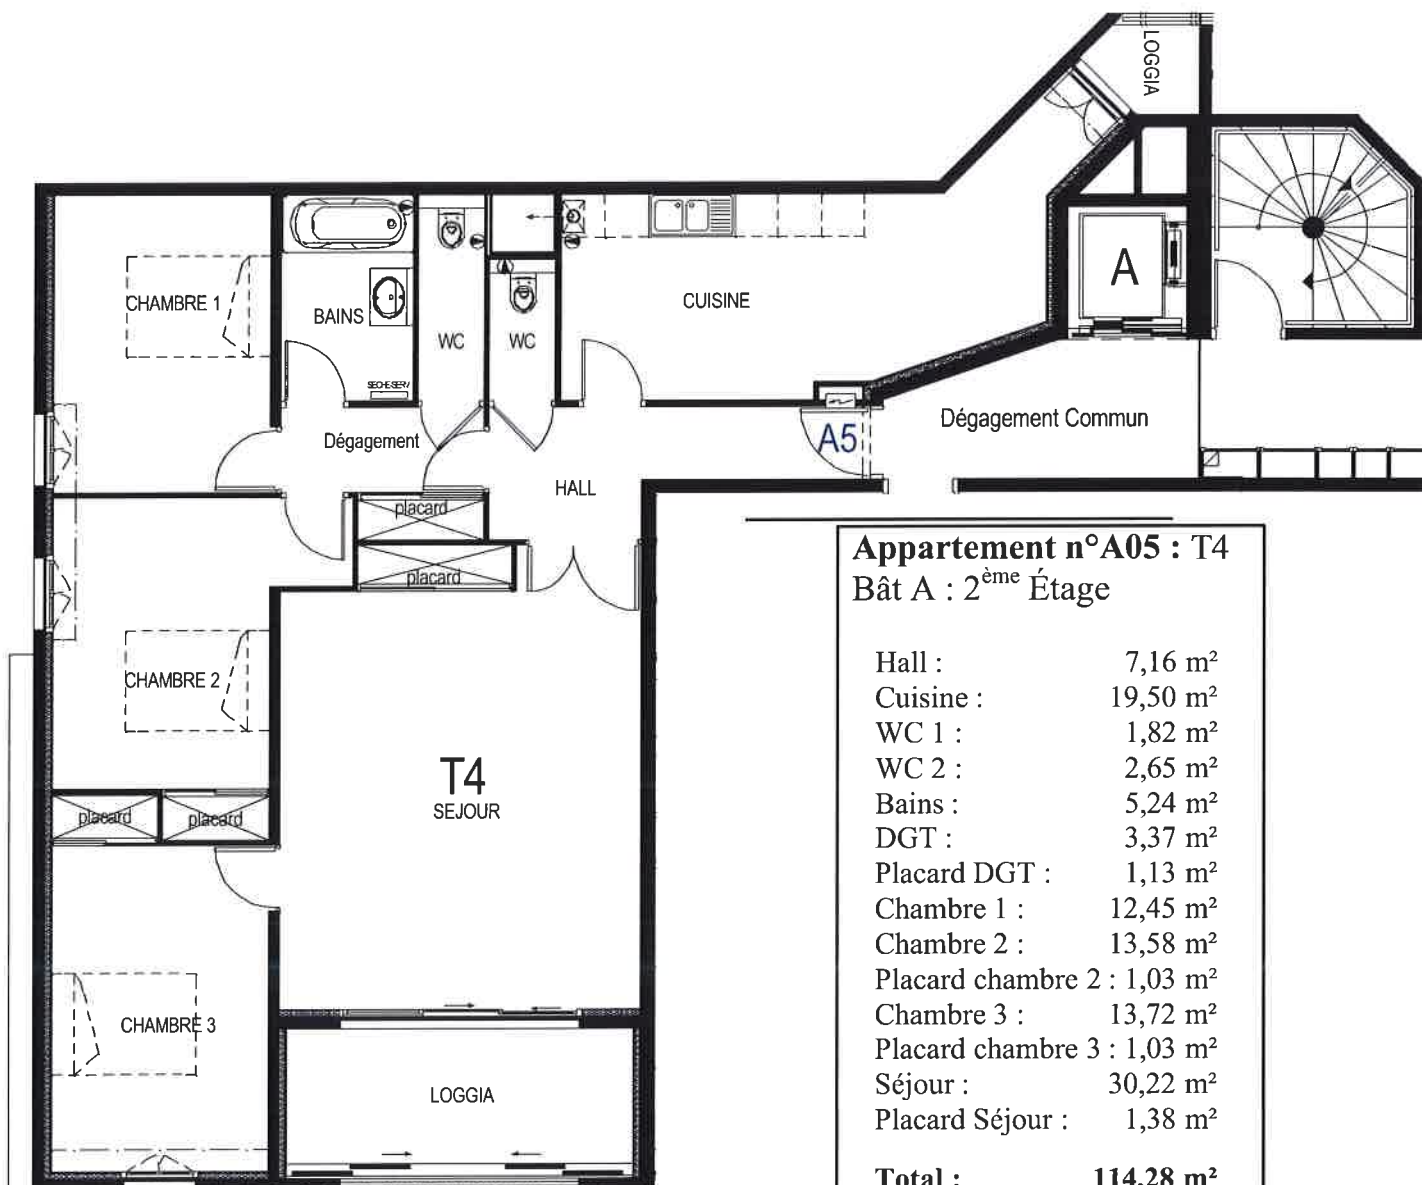 LOGGIA
A
CHAMBRE 1
BAINS
SECHE-SERV
WC
WC
CUISINE
Dégagement
A5
Dégagement Commun
HALL
placard
placard
CHAMBRE 2
T4
SEJOUR
placard
placard
CHAMBRE 3
LOGGIA
Appartement n°A05 : T4
Bât A : 2ème Étage
Hall : 7,16 m²
Cuisine : 19,50 m²
WC 1 : 1,82 m²
WC 2 : 2,65 m²
Bains : 5,24 m²
DGT : 3,37 m²
Placard DGT : 1,13 m²
Chambre 1 : 12,45 m²
Chambre 2 : 13,58 m²
Placard chambre 2 : 1,03 m²
Chambre 3 : 13,72 m²
Placard chambre 3 : 1,03 m²
Séjour : 30,22 m²
Placard Séjour : 1,38 m²
Total : 114,28 m²